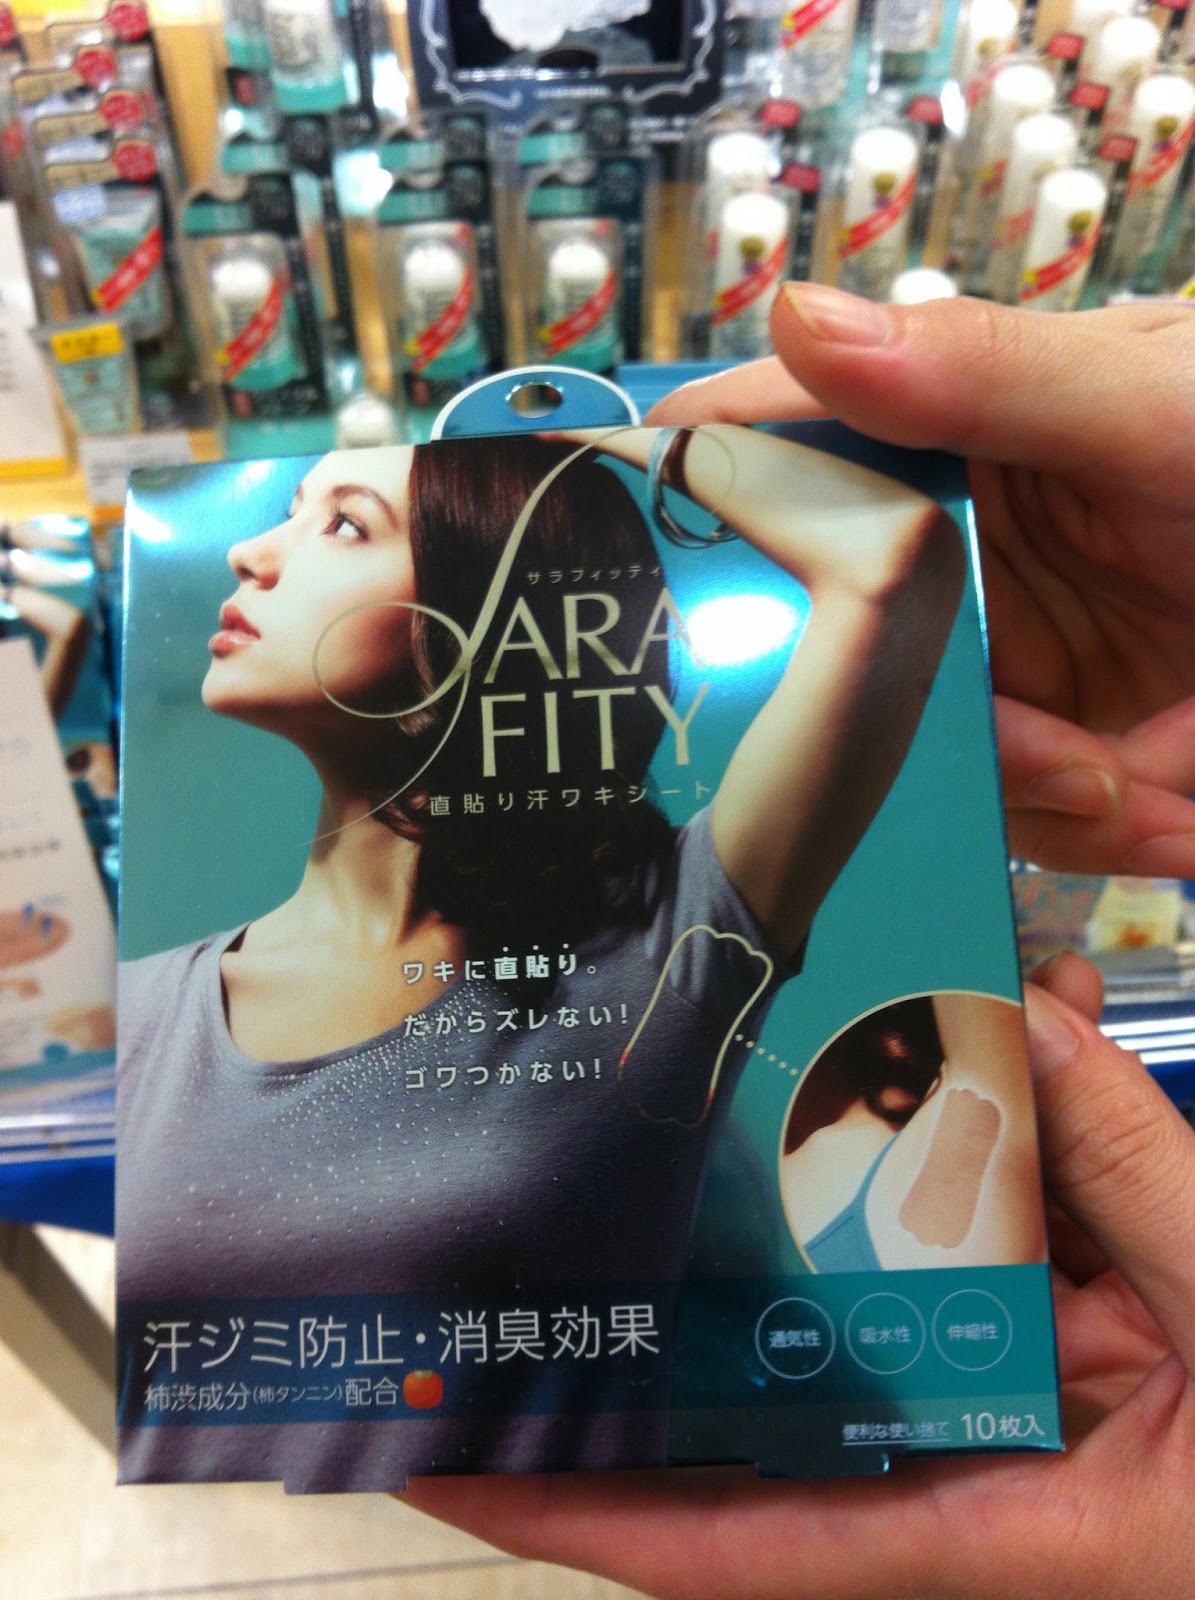 サラフィッティ
SARA
FITY
直貼り汗ワキシート
ワキに直貼り。
だからズレない!
ゴワつかない!
汗ジミ防止・消臭効果
柿渋成分(柿タンニン)配合
通気性 吸水性 伸縮性
便利な使い捨て 10枚入